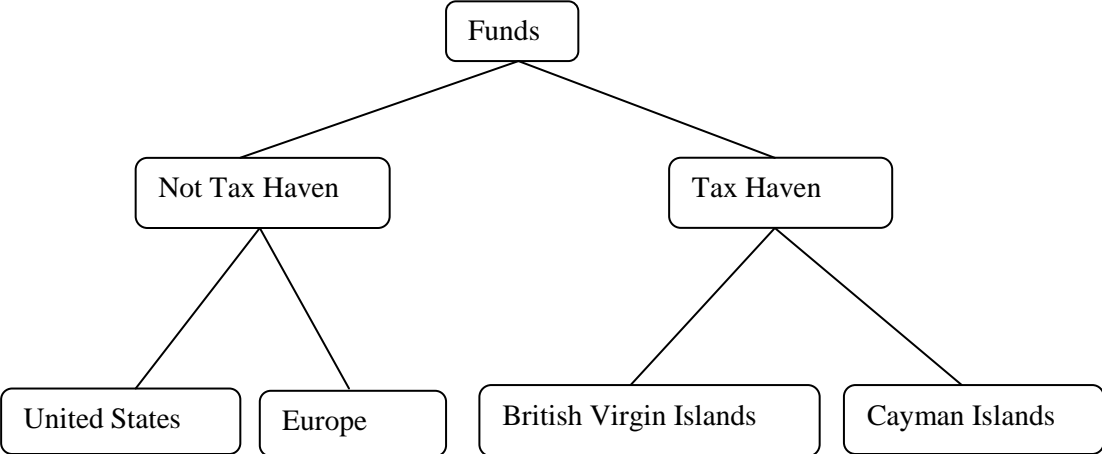 Funds
Not Tax Haven
Tax Haven
United States
Europe
British Virgin Islands
Cayman Islands